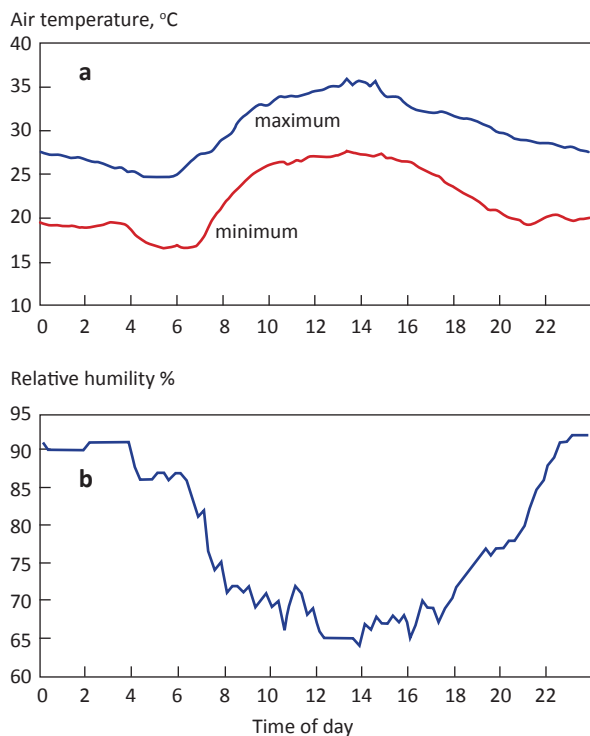 Air temperature, °C
40
a
35
maximum
30
25
20
minimum
15
10
0 2 4 6 8 10 12 14 16 18 20 22
Relative humidity %
95
90
b
85
80
75
70
65
60
0 2 4 6 8 10 12 14 16 18 20 22
Time of day